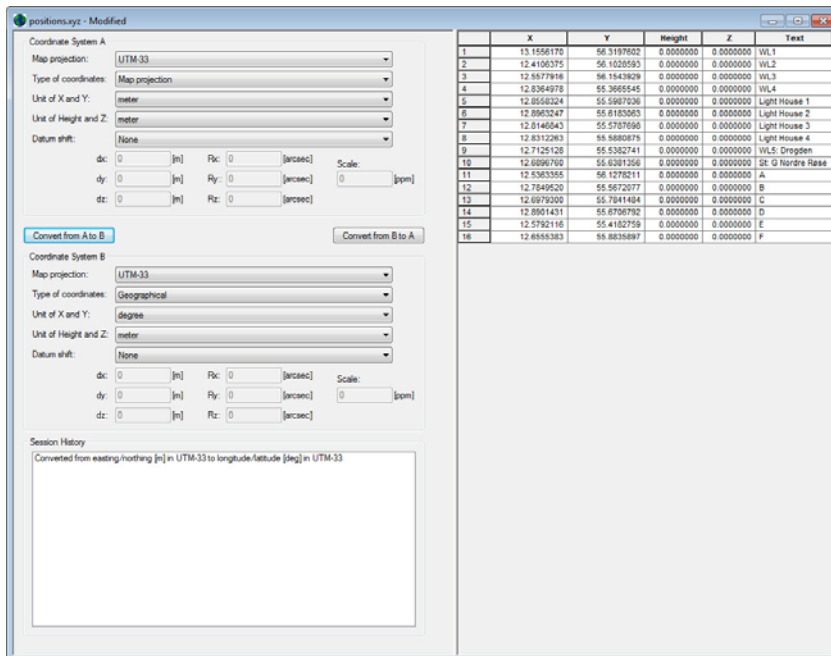 positions.xyz - Modified
Coordinate System A
Map projection: UTM-33
Type of coordinates: Map projection
Unit of X and Y: meter
Unit of Height and Z: meter
Datum shift: None
dx: 0 [m] Rx: 0 [arcsec] Scale:
dy: 0 [m] Ry: 0 [arcsec] 0 [ppm]
dz: 0 [m] Rz: 0 [arcsec]
Convert from A to B Convert from B to A
Coordinate System B
Map projection: UTM-33
Type of coordinates: Geographical
Unit of X and Y: degree
Unit of Height and Z: meter
Datum shift: None
dx: 0 [m] Rx: 0 [arcsec] Scale:
dy: 0 [m] Ry: 0 [arcsec] 0 [ppm]
dz: 0 [m] Rz: 0 [arcsec]
Session History
Converted from easting/northing [m] in UTM-33 to longitude/latitude [deg] in UTM-33
X Y Height Z Text
1 13.1556170 56.3197602 0.0000000 0.0000000 WL1
2 12.4106375 56.1028593 0.0000000 0.0000000 WL2
3 12.5577916 56.1543929 0.0000000 0.0000000 WL3
4 12.8364978 55.3665545 0.0000000 0.0000000 WL4
5 12.8558324 55.5987036 0.0000000 0.0000000 Light House 1
6 12.8963247 55.6183063 0.0000000 0.0000000 Light House 2
7 12.8146843 55.5787698 0.0000000 0.0000000 Light House 3
8 12.8312263 55.5880875 0.0000000 0.0000000 Light House 4
9 12.7125128 55.5382741 0.0000000 0.0000000 WL5: Drogden
10 12.6896760 55.6381356 0.0000000 0.0000000 St: G Nordre Røse
11 12.5363355 56.1278211 0.0000000 0.0000000 A
12 12.7849520 55.5672077 0.0000000 0.0000000 B
13 12.6979300 55.7841484 0.0000000 0.0000000 C
14 12.8901431 55.6706792 0.0000000 0.0000000 D
15 12.5792116 55.4182759 0.0000000 0.0000000 E
16 12.6555383 55.8835897 0.0000000 0.0000000 F